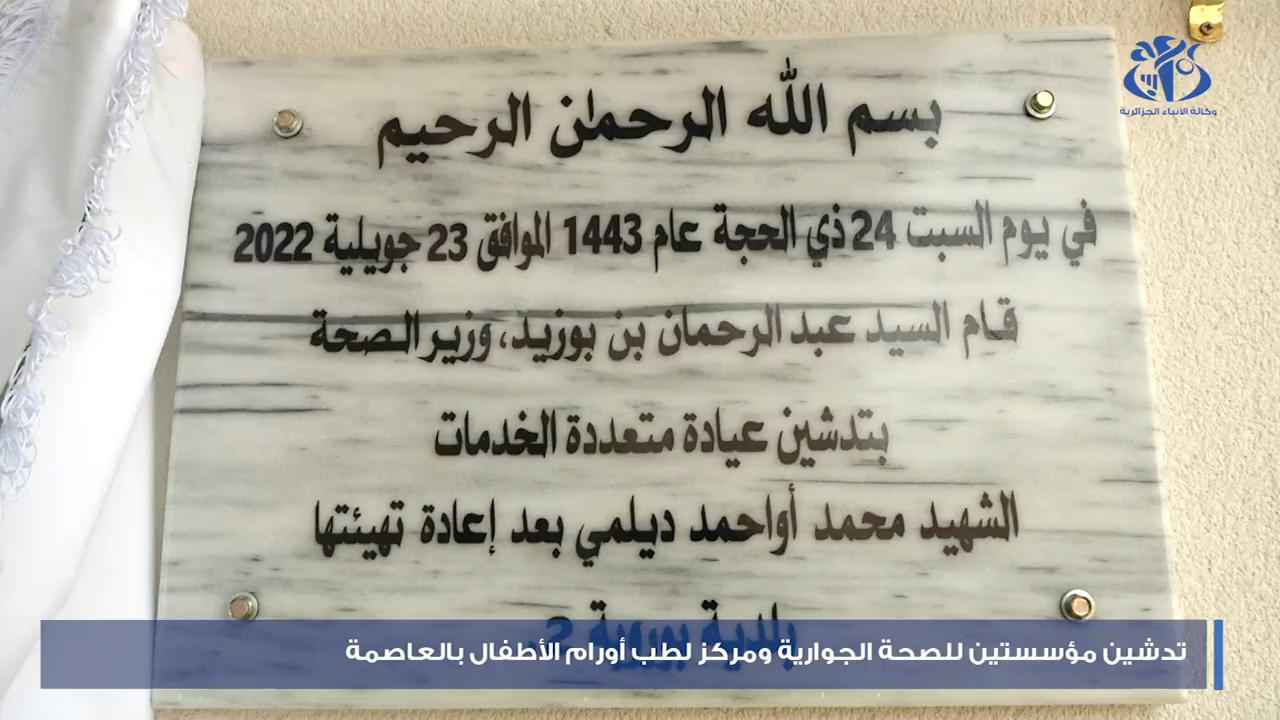 وكالة الأنباء الجزائرية
بسم الله الرحمان الرحيم
في يوم السبت 24 ذي الحجة عام 1443 الموافق 23 جويلية 2022
قام السيد عبد الرحمان بن بوزيد، وزير الصحة
بتدشين عيادة متعددة الخدمات
الشهيد محمد أواحمد ديلمي بعد إعادة تهيئتها
بلدية
تدشين مؤسستين للصحة الجوارية ومركز لطب أورام الأطفال بالعاصمة